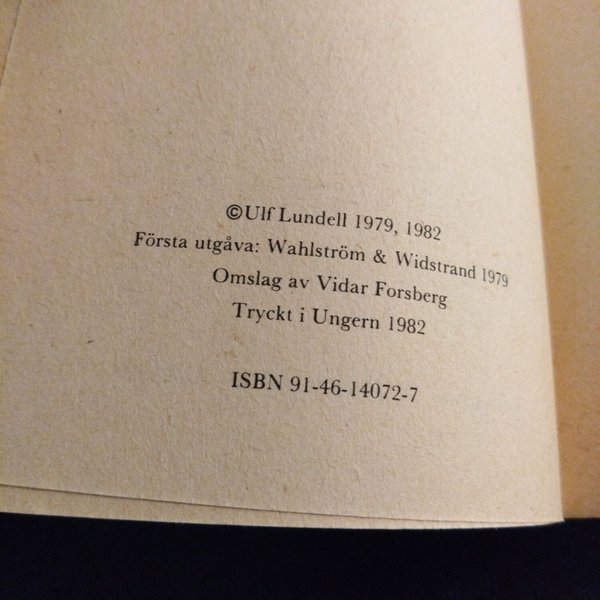 ©Ulf Lundell 1979, 1982
Första utgåva: Wahlström & Widstrand 1979
Omslag av Vidar Forsberg
Tryckt i Ungern 1982
ISBN 91-46-14072-7